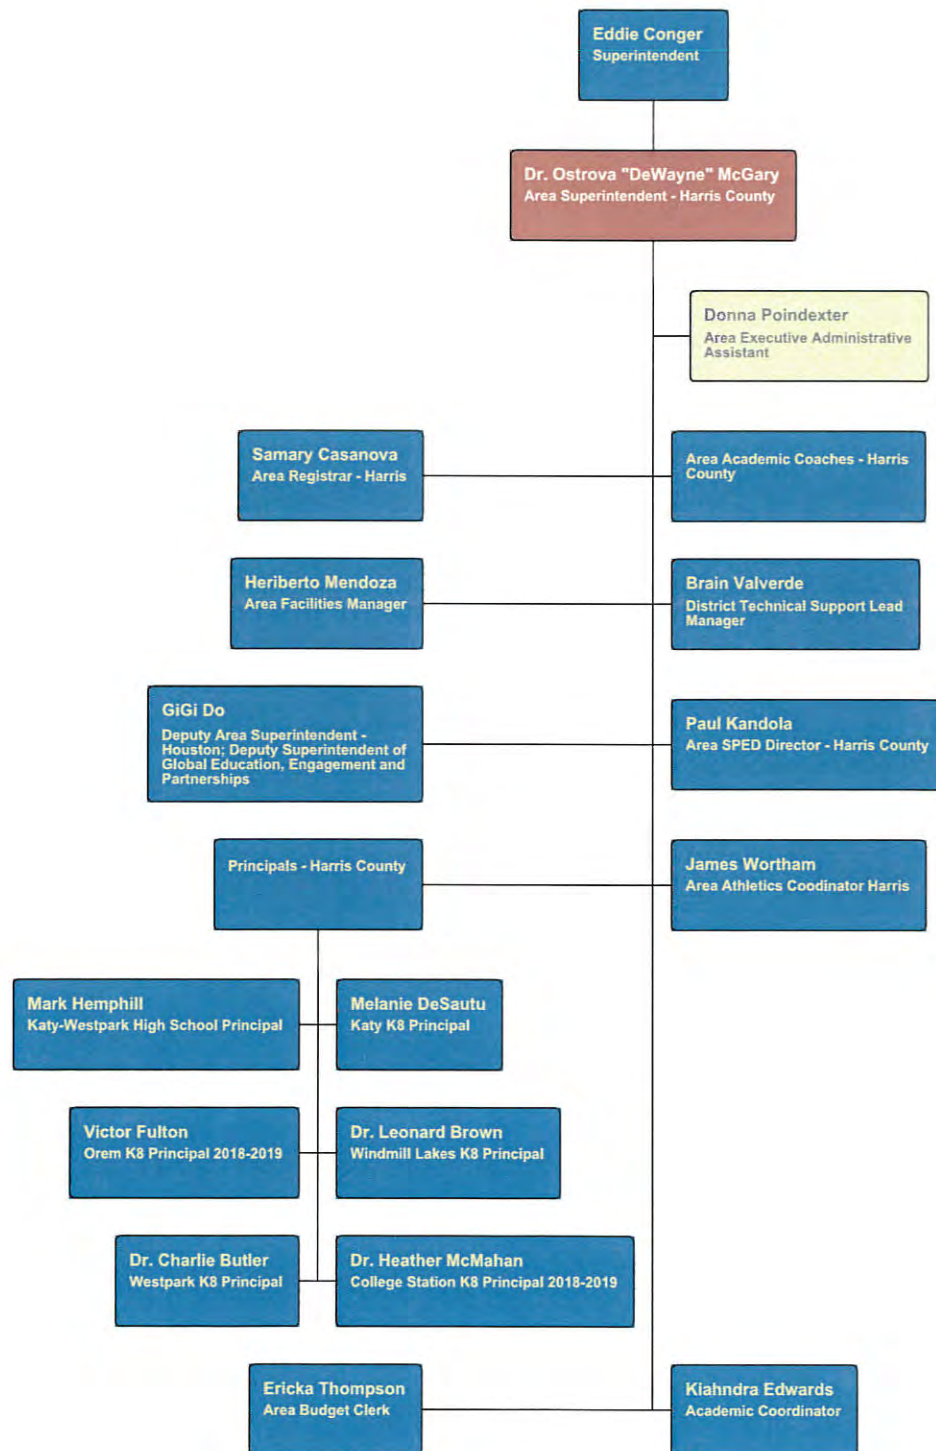 Eddie Conger
Superintendent
Dr. Ostrova "DeWayne" McGary
Area Superintendent - Harris County
Donna Poindexter
Area Executive Administrative
Assistant
Samary Casanova
Area Registrar - Harris
Area Academic Coaches - Harris
County
Heriberto Mendoza
Area Facilities Manager
Brain Valverde
District Technical Support Lead
Manager
GiGi Do
Deputy Area Superintendent -
Houston; Deputy Superintendent of
Global Education, Engagement and
Partnerships
Paul Kandola
Area SPED Director - Harris County
Principals - Harris County
James Wortham
Area Athletics Coodinator Harris
Mark Hemphill
Katy-Westpark High School Principal
Melanie DeSautu
Katy K8 Principal
Victor Fulton
Orem K8 Principal 2018-2019
Dr. Leonard Brown
Windmill Lakes K8 Principal
Dr. Charlie Butler
Westpark K8 Principal
Dr. Heather McMahan
College Station K8 Principal 2018-2019
Ericka Thompson
Area Budget Clerk
Kiahndra Edwards
Academic Coordinator